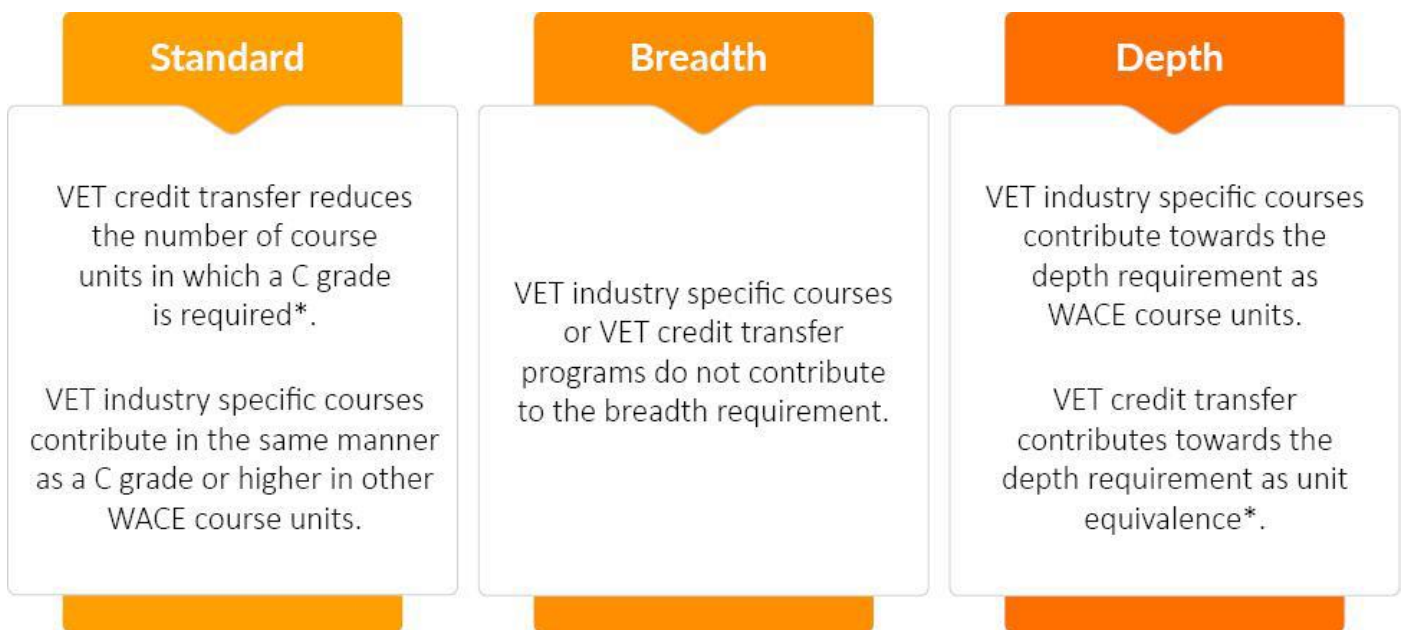 Standard
VET credit transfer reduces
the number of course
units in which a C grade
is required*.
VET industry specific courses
contribute in the same manner
as a C grade or higher in other
WACE course units.
Breadth
VET industry specific courses
or VET credit transfer
programs do not contribute
to the breadth requirement.
Depth
VET industry specific courses
contribute towards the
depth requirement as
WACE course units.
VET credit transfer
contributes towards the
depth requirement as unit
equivalence*.